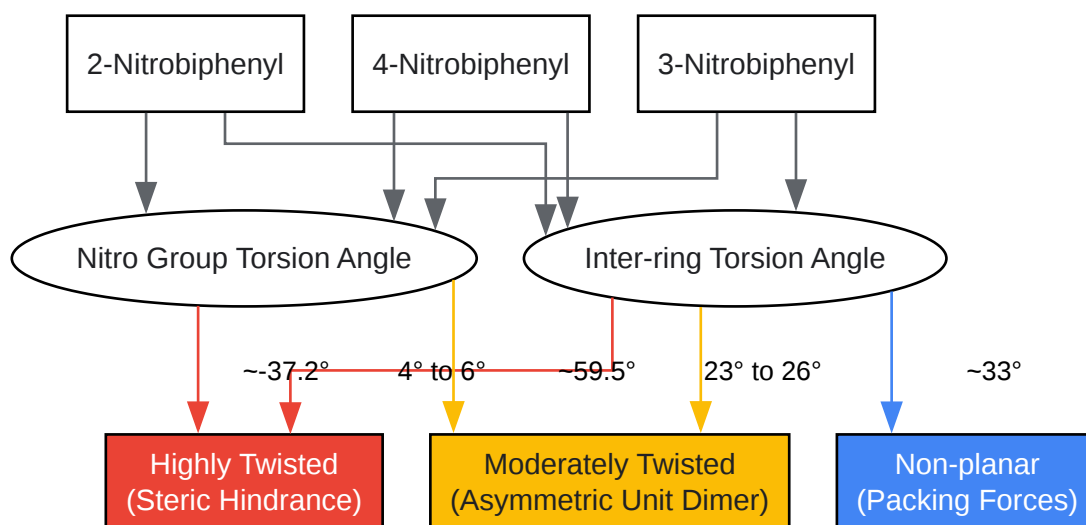 2-Nitrobiphenyl
4-Nitrobiphenyl
3-Nitrobiphenyl
Nitro Group Torsion Angle
Inter-ring Torsion Angle
~-37.2°
4° to 6°
~59.5°
23° to 26°
~33°
Highly Twisted
(Steric Hindrance)
Moderately Twisted
(Asymmetric Unit Dimer)
Non-planar
(Packing Forces)